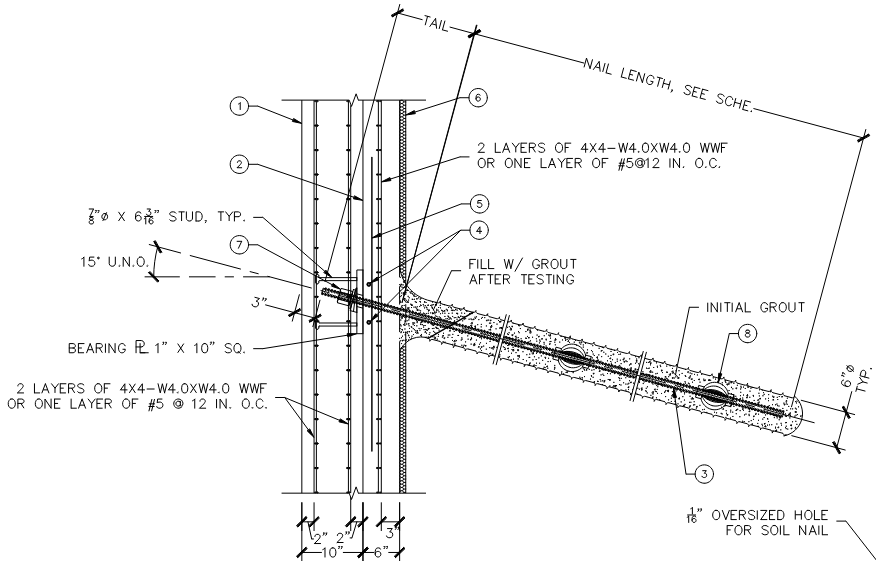 TAIL
NAIL LENGTH, SEE SCHE.
1
6
2 LAYERS OF 4X4-W4.0XW4.0 WWF
OR ONE LAYER OF #5@12 IN. O.C.
2
5
7/8"ø X 6 3/16" STUD, TYP.
4
7
15° U.N.O.
FILL W/ GROUT
AFTER TESTING
3"
INITIAL GROUT
8
BEARING ℄ 1" X 10" SQ.
2 LAYERS OF 4X4-W4.0XW4.0 WWF
OR ONE LAYER OF #5 @ 12 IN. O.C.
6"ø
TYP.
3
1/16" OVERSIZED HOLE
FOR SOIL NAIL
2" 2" 3"
10" 6"